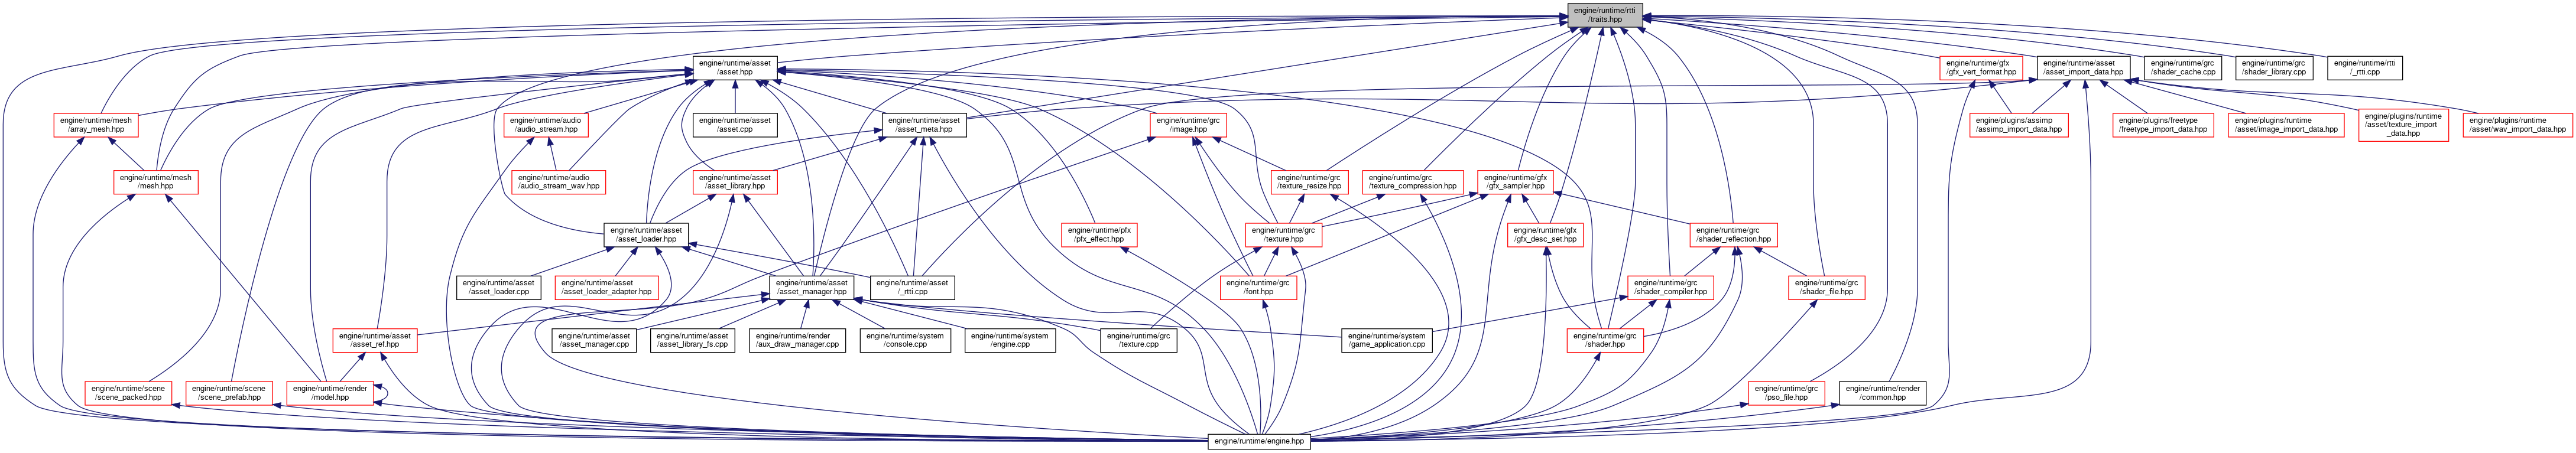 engine/runtime/rtti
/traits.hpp
engine/runtime/asset
/asset.hpp
engine/runtime/gfx
/gfx_vert_format.hpp
engine/runtime/asset
/asset_import_data.hpp
engine/runtime/grc
/shader_cache.cpp
engine/runtime/grc
/shader_library.cpp
engine/runtime/rtti
/_rtti.cpp
engine/runtime/mesh
/array_mesh.hpp
engine/runtime/audio
/audio_stream.hpp
engine/runtime/asset
/asset.cpp
engine/runtime/asset
/asset_meta.hpp
engine/runtime/grc
/image.hpp
engine/plugins/assimp
/assimp_import_data.hpp
engine/plugins/freetype
/freetype_import_data.hpp
engine/plugins/runtime
/asset/image_import_data.hpp
engine/plugins/runtime
/asset/texture_import
_data.hpp
engine/plugins/runtime
/asset/wav_import_data.hpp
engine/runtime/mesh
/mesh.hpp
engine/runtime/audio
/audio_stream_wav.hpp
engine/runtime/asset
/asset_library.hpp
engine/runtime/grc
/texture_resize.hpp
engine/runtime/grc
/texture_compression.hpp
engine/runtime/gfx
/gfx_sampler.hpp
engine/runtime/asset
/asset_loader.hpp
engine/runtime/pfx
/pfx_effect.hpp
engine/runtime/grc
/texture.hpp
engine/runtime/gfx
/gfx_desc_set.hpp
engine/runtime/grc
/shader_reflection.hpp
engine/runtime/asset
/asset_loader.cpp
engine/runtime/asset
/asset_loader_adapter.hpp
engine/runtime/asset
/asset_manager.hpp
engine/runtime/asset
/_rtti.cpp
engine/runtime/grc
/font.hpp
engine/runtime/grc
/shader_compiler.hpp
engine/runtime/grc
/shader_file.hpp
engine/runtime/asset
/asset_ref.hpp
engine/runtime/asset
/asset_manager.cpp
engine/runtime/asset
/asset_library_fs.cpp
engine/runtime/render
/aux_draw_manager.cpp
engine/runtime/system
/console.cpp
engine/runtime/system
/engine.cpp
engine/runtime/grc
/texture.cpp
engine/runtime/system
/game_application.cpp
engine/runtime/grc
/shader.hpp
engine/runtime/scene
/scene_packed.hpp
engine/runtime/scene
/scene_prefab.hpp
engine/runtime/render
/model.hpp
engine/runtime/grc
/pso_file.hpp
engine/runtime/render
/common.hpp
engine/runtime/engine.hpp